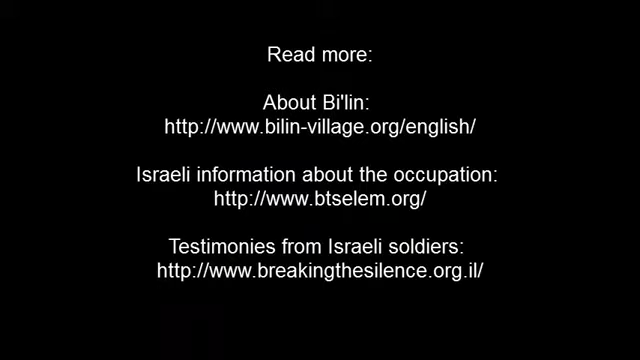 Read more:
About Bi'lin:
http://www.bilin-village.org/english/
Israeli information about the occupation:
http://www.btselem.org/
Testimonies from Israeli soldiers:
http://www.breakingthesilence.org.il/